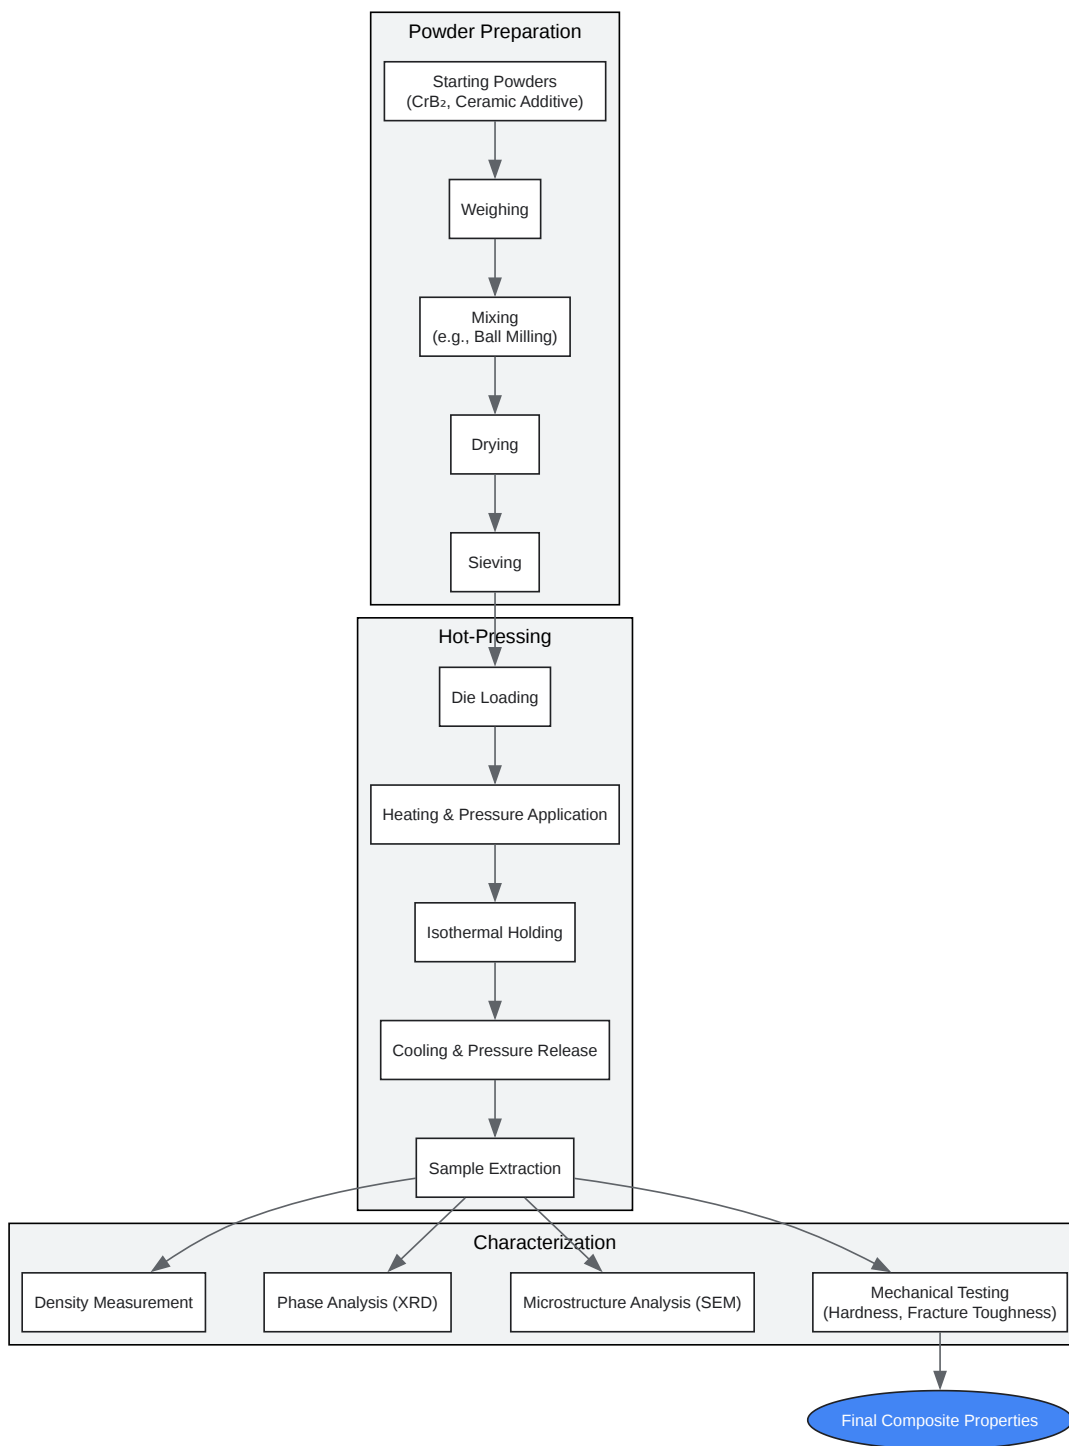 Powder Preparation
Starting Powders
(CrB₂, Ceramic Additive)
Weighing
Mixing
(e.g., Ball Milling)
Drying
Sieving
Hot-Pressing
Die Loading
Heating & Pressure Application
Isothermal Holding
Cooling & Pressure Release
Sample Extraction
Characterization
Density Measurement
Phase Analysis (XRD)
Microstructure Analysis (SEM)
Mechanical Testing
(Hardness, Fracture Toughness)
Final Composite Properties